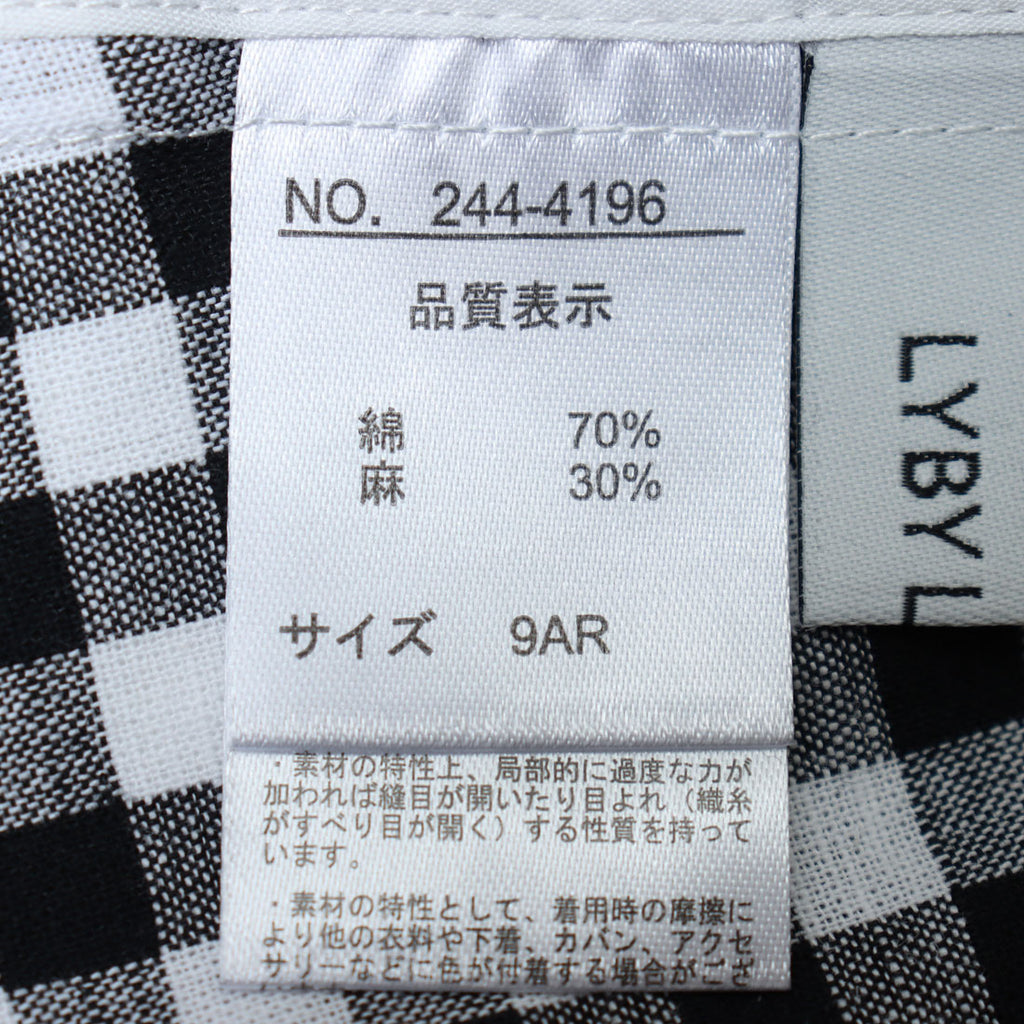 NO. 244-4196
品質表示
綿 70%
麻 30%
サイズ 9AR
・素材の特性上、局部的に過度な力が
加われば縫目が開いたり目よれ（織糸
がすべり目が開く）する性質を持って
います。
・素材の特性として、着用時の摩擦に
より他の衣料や下着、カバン、アクセ
サリーなどに色が付着する場合がござ
LYBY L